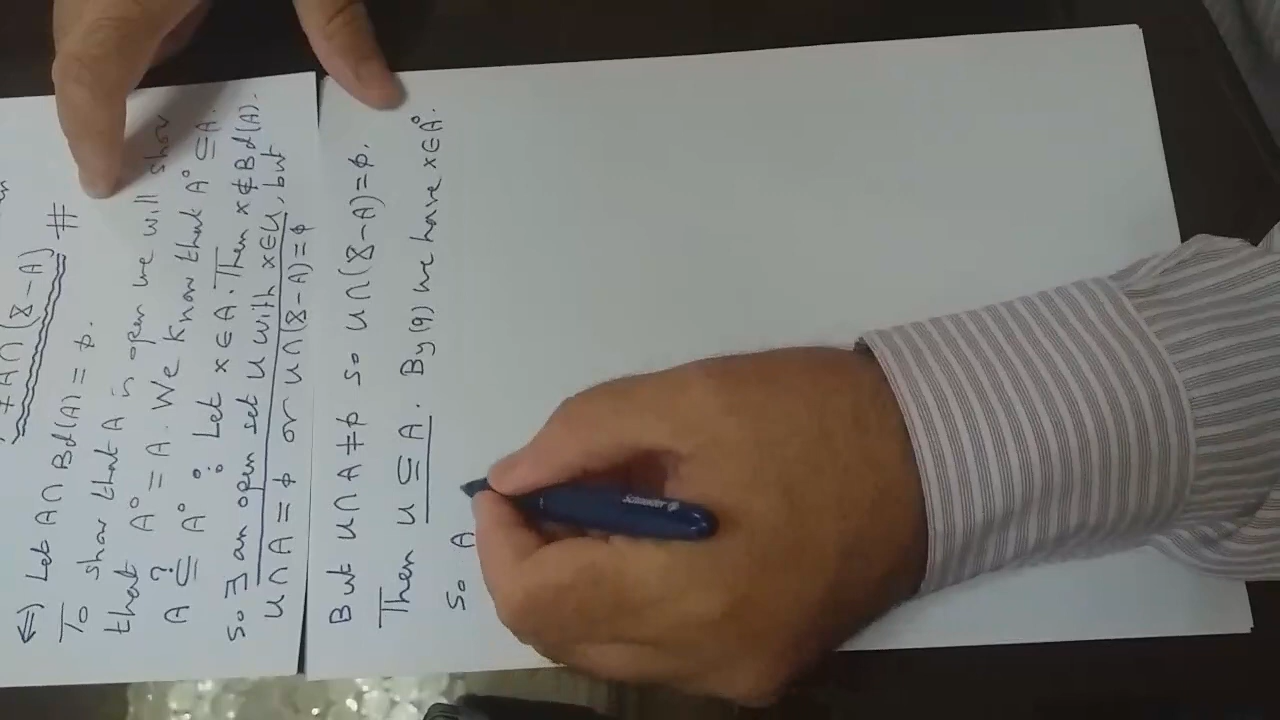 ≠ A∩(X-A)
⇐) Let A∩Bd(A) = ϕ. #
To show that A is open we will show
that A° = A. We know that A° ⊆ A.
A ⊆? A° : Let x∈A. Then x∉Bd(A).
So ∃ an open set U with x∈U, but
U∩A = ϕ or U∩(X-A)=ϕ
But U∩A≠ϕ so U∩(X-A)=ϕ.
Then U ⊆ A. By(9) we have x∈A°.
So A
Schneider